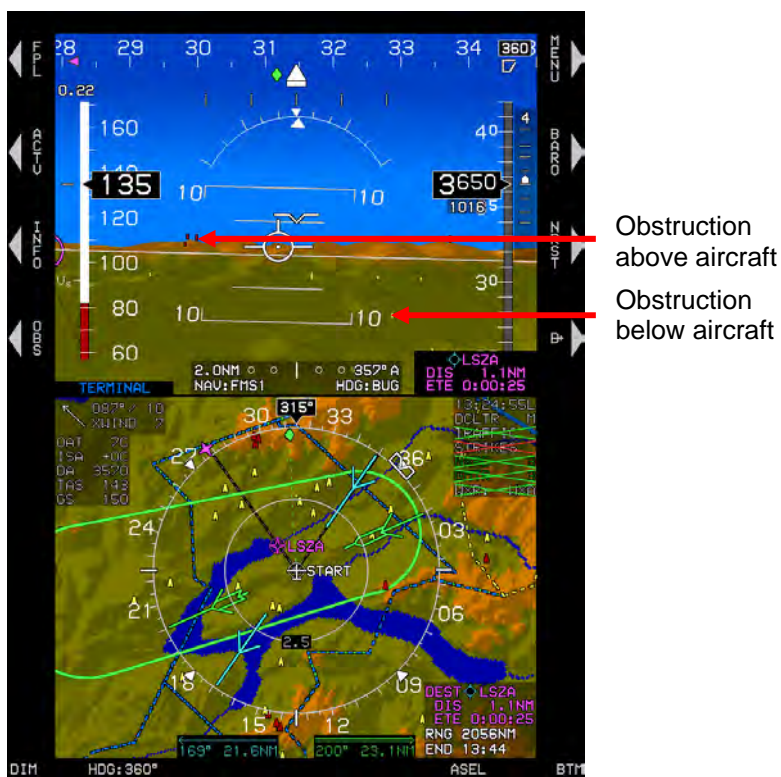 28 29 30 31 32 33 34 360
FPL
MENU
0.22
160
40
4
ACTV
BARO
140
135
10 10
3650
1016
5
120
INFO
NRST
100
Vs
30
80
10 10
OBS
D
60
2.0NM 357°A
NAV:FMS1 HDG:BUG
LSZA
DIS 1.1NM
ETE 0:00:25
TERMINAL
Obstruction
above aircraft
Obstruction
below aircraft
087°/ 10
XWIND 7
OAT 7C
ISA +0C
DA 3570
TAS 143
GS 150
30 315° 33
13:24:55L
DCLTR M
TRAFFIC
STRIKES
27
36
24
03
LSZA
START
21
06
2.5
18
09
15
12
DEST LSZA
DIS 1.1NM
ETE 0:00:25
RNG 2056NM
END 13:44
169° 21.6NM
200° 23.1NM
DIM HDG:360° ASEL BTM